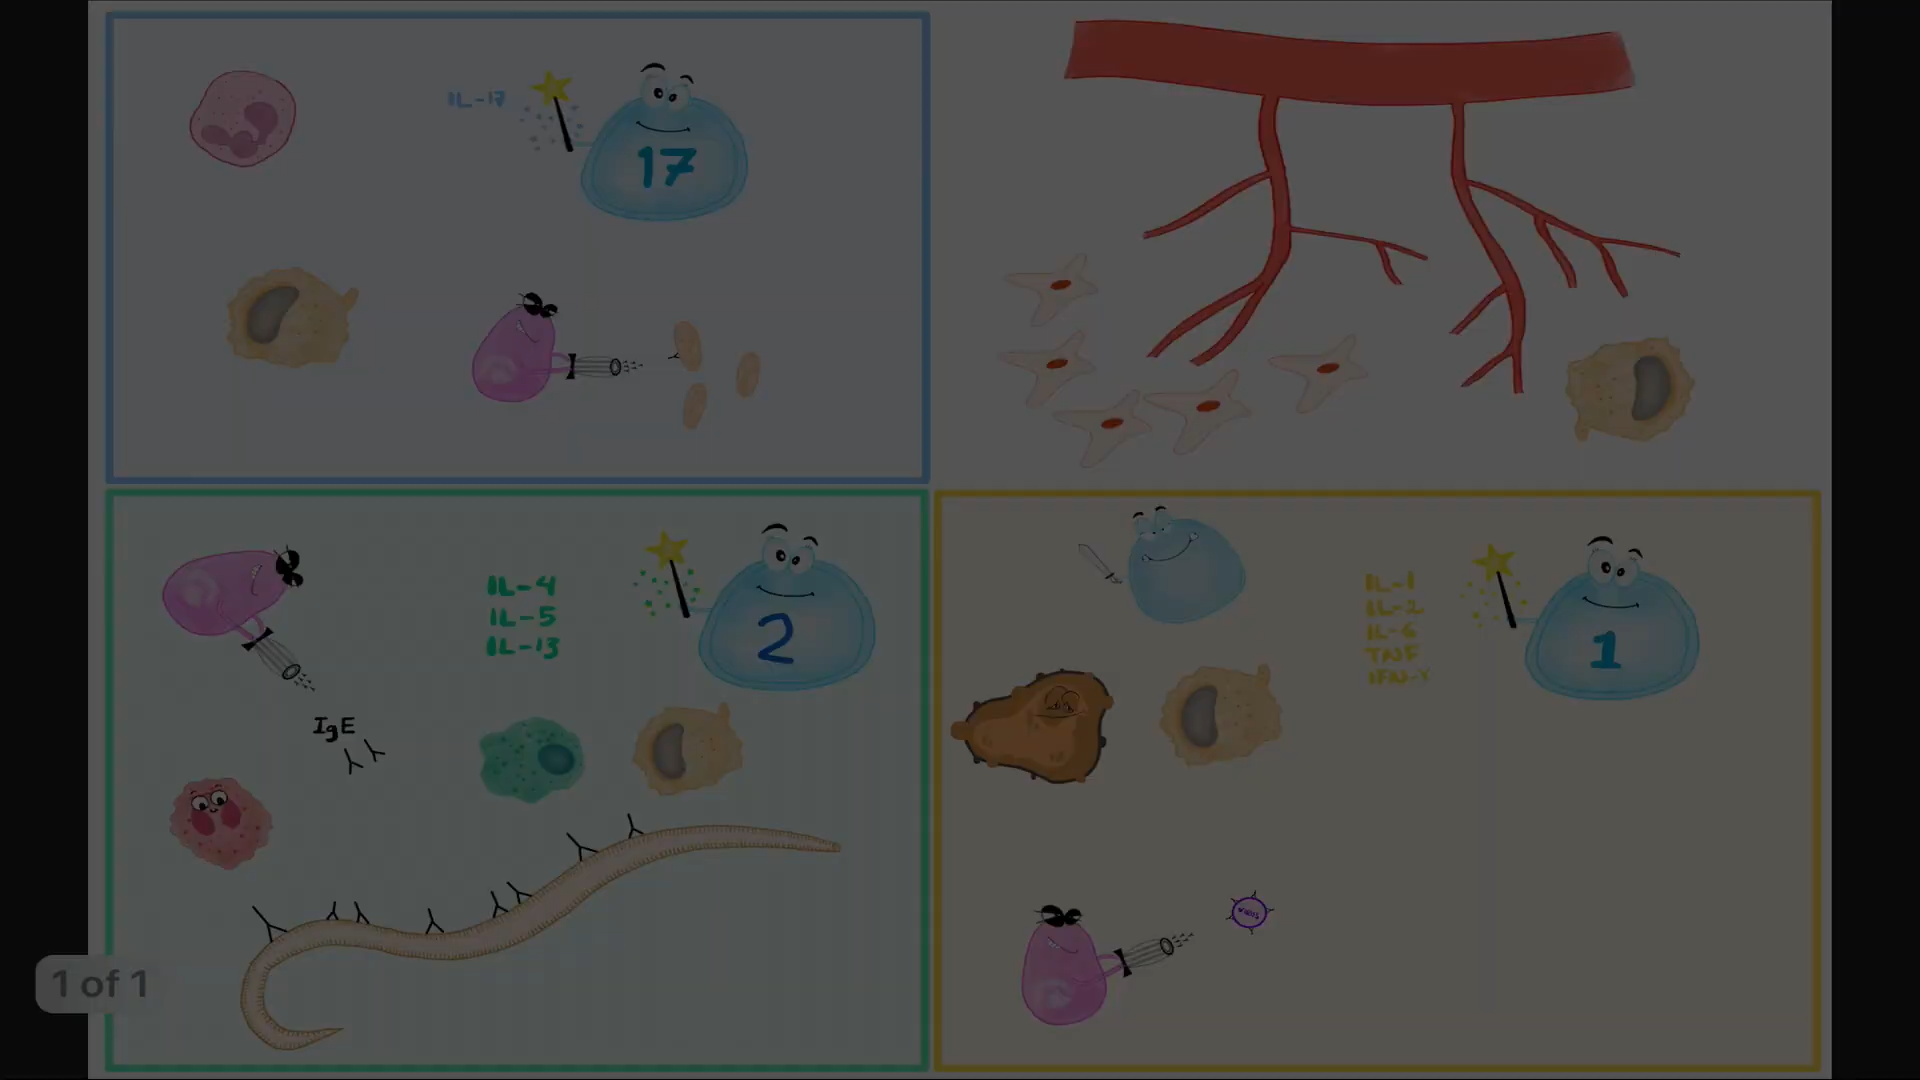 IL-17
17
IL-4
IL-5
IL-13
2
IgE
IL-1
IL-2
IL-6
TNF
IFN-γ
1
VIRUS
1 of 1